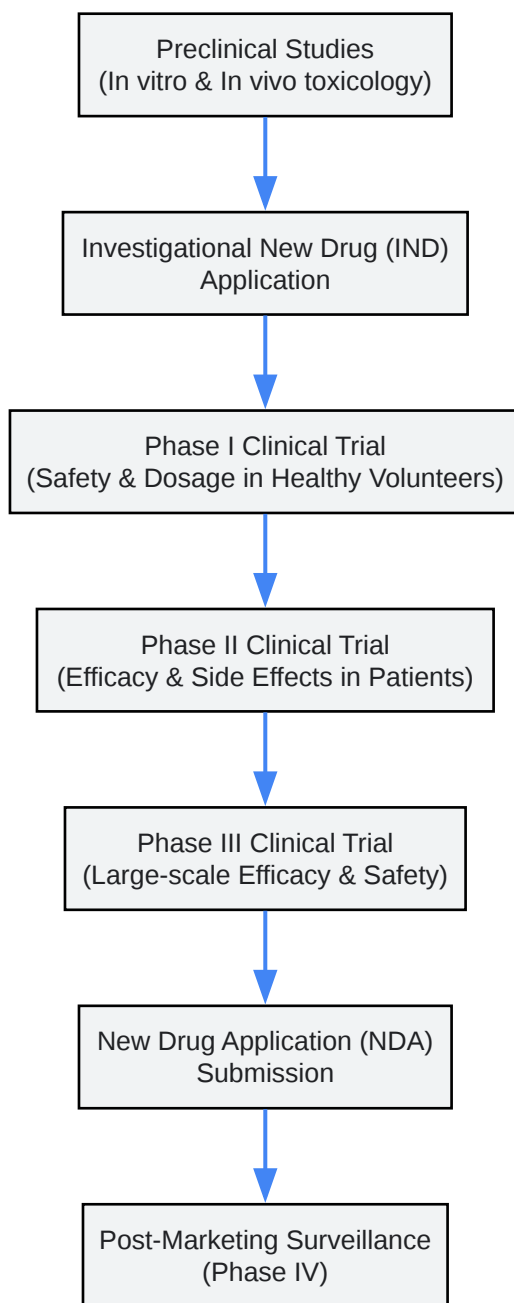 Preclinical Studies
(In vitro & In vivo toxicology)
Investigational New Drug (IND)
Application
Phase I Clinical Trial
(Safety & Dosage in Healthy Volunteers)
Phase II Clinical Trial
(Efficacy & Side Effects in Patients)
Phase III Clinical Trial
(Large-scale Efficacy & Safety)
New Drug Application (NDA)
Submission
Post-Marketing Surveillance
(Phase IV)